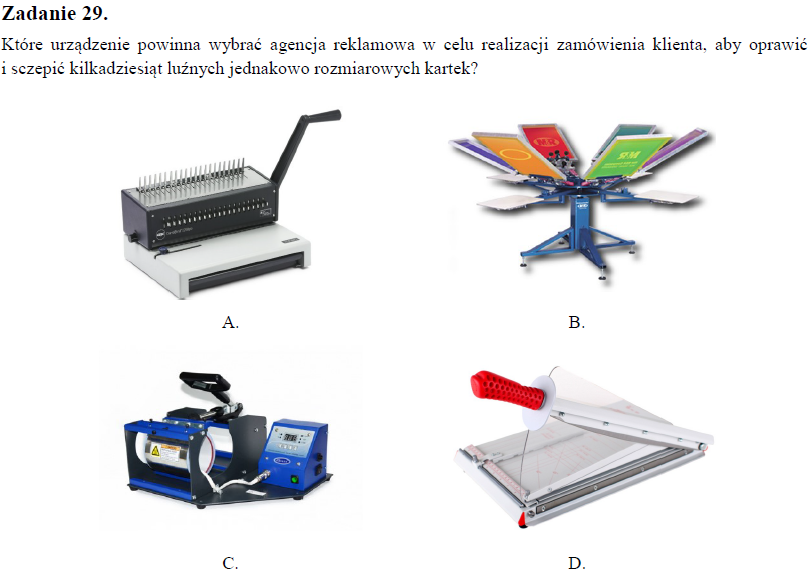 Zadanie 29.
Które urządzenie powinna wybrać agencja reklamowa w celu realizacji zamówienia klienta, aby oprawić
i sczepić kilkadziesiąt luźnych jednakowo rozmiarowych kartek?
A.
B.
C.
D.